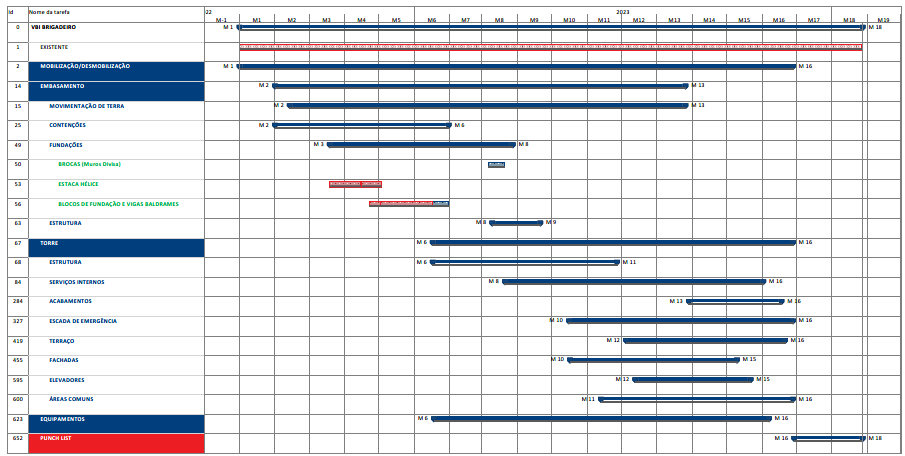 Id Nome da tarefa 22 2023
M-1 M1 M2 M3 M4 M5 M6 M7 M8 M9 M10 M11 M12 M13 M14 M15 M16 M17 M18 M19
0 VBI BRIGADEIRO M 1 M 18
1 EXISTENTE
2 MOBILIZAÇÃO/DESMOBILIZAÇÃO M 1 M 16
14 EMBASAMENTO M 2 M 13
15 MOVIMENTAÇÃO DE TERRA M 2 M 13
25 CONTENÇÕES M 2 M 6
49 FUNDAÇÕES M 3 M 8
50 BROCAS (Muros Divisa)
53 ESTACA HÉLICE
56 BLOCOS DE FUNDAÇÃO E VIGAS BALDRAMES
63 ESTRUTURA M 8 M 9
67 TORRE M 6 M 16
68 ESTRUTURA M 6 M 11
84 SERVIÇOS INTERNOS M 8 M 16
284 ACABAMENTOS M 13 M 16
327 ESCADA DE EMERGÊNCIA M 10 M 16
419 TERRAÇO M 12 M 16
455 FACHADAS M 10 M 15
595 ELEVADORES M 12 M 15
600 ÁREAS COMUNS M 11 M 16
623 EQUIPAMENTOS M 6 M 16
652 PUNCH LIST M 16 M 18